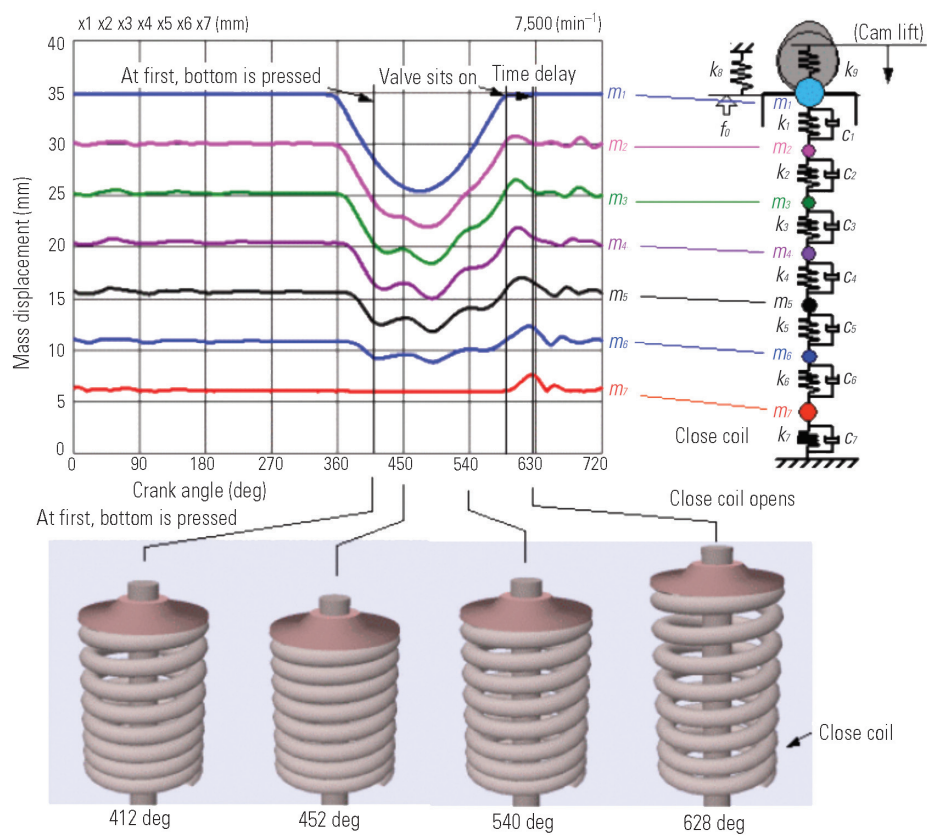 x1 x2 x3 x4 x5 x6 x7 (mm)
7,500 (min⁻¹)
(Cam lift)
Mass displacement (mm)
40
35
30
25
20
15
10
5
0
At first, bottom is pressed
Valve sits on
Time delay
m₁
m₂
m₃
m₄
m₅
m₆
m₇
k₈
k₉
f₀
m₁
k₁
c₁
m₂
k₂
c₂
m₃
k₃
c₃
m₄
k₄
c₄
m₅
k₅
c₅
m₆
k₆
c₆
m₇
k₇
c₇
Close coil
0 90 180 270 360 450 540 630 720
Crank angle (deg)
At first, bottom is pressed
Close coil opens
Close coil
412 deg
452 deg
540 deg
628 deg